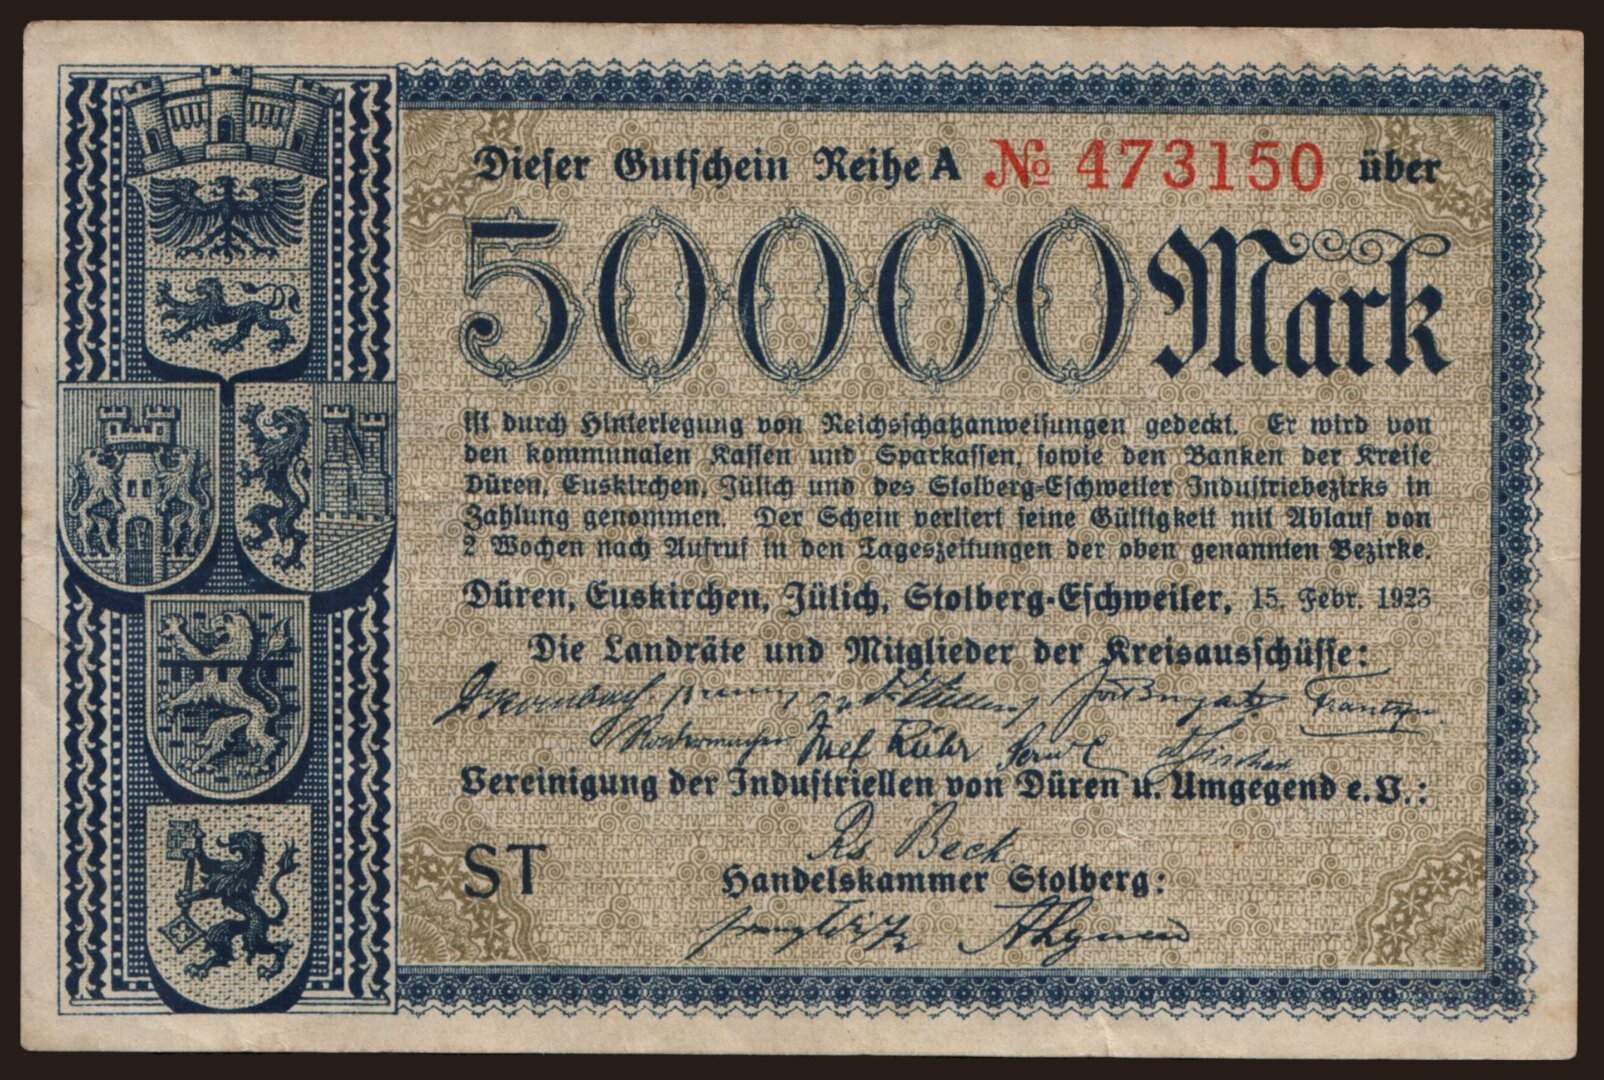 Dieser Gutschein Reihe A № 473150 über
50000 Mark
ist durch Hinterlegung von Reichsschatzanweisungen gedeckt. Er wird von
den kommunalen Kassen und Sparkassen, sowie den Banken der Kreise
Düren, Euskirchen, Jülich und des Stolberg-Eschweiler Industriebezirks in
Zahlung genommen. Der Schein verliert seine Gültigkeit mit Ablauf von
2 Wochen nach Aufruf in den Tageszeitungen der oben genannten Bezirke.
Düren, Euskirchen, Jülich, Stolberg-Eschweiler, 15. Febr. 1923
Die Landräte und Mitglieder der Kreisausschüsse:
Josef Rühr
Vereinigung der Industriellen von Düren u. Umgegend e. V.:
Beck
ST
Handelskammer Stolberg: